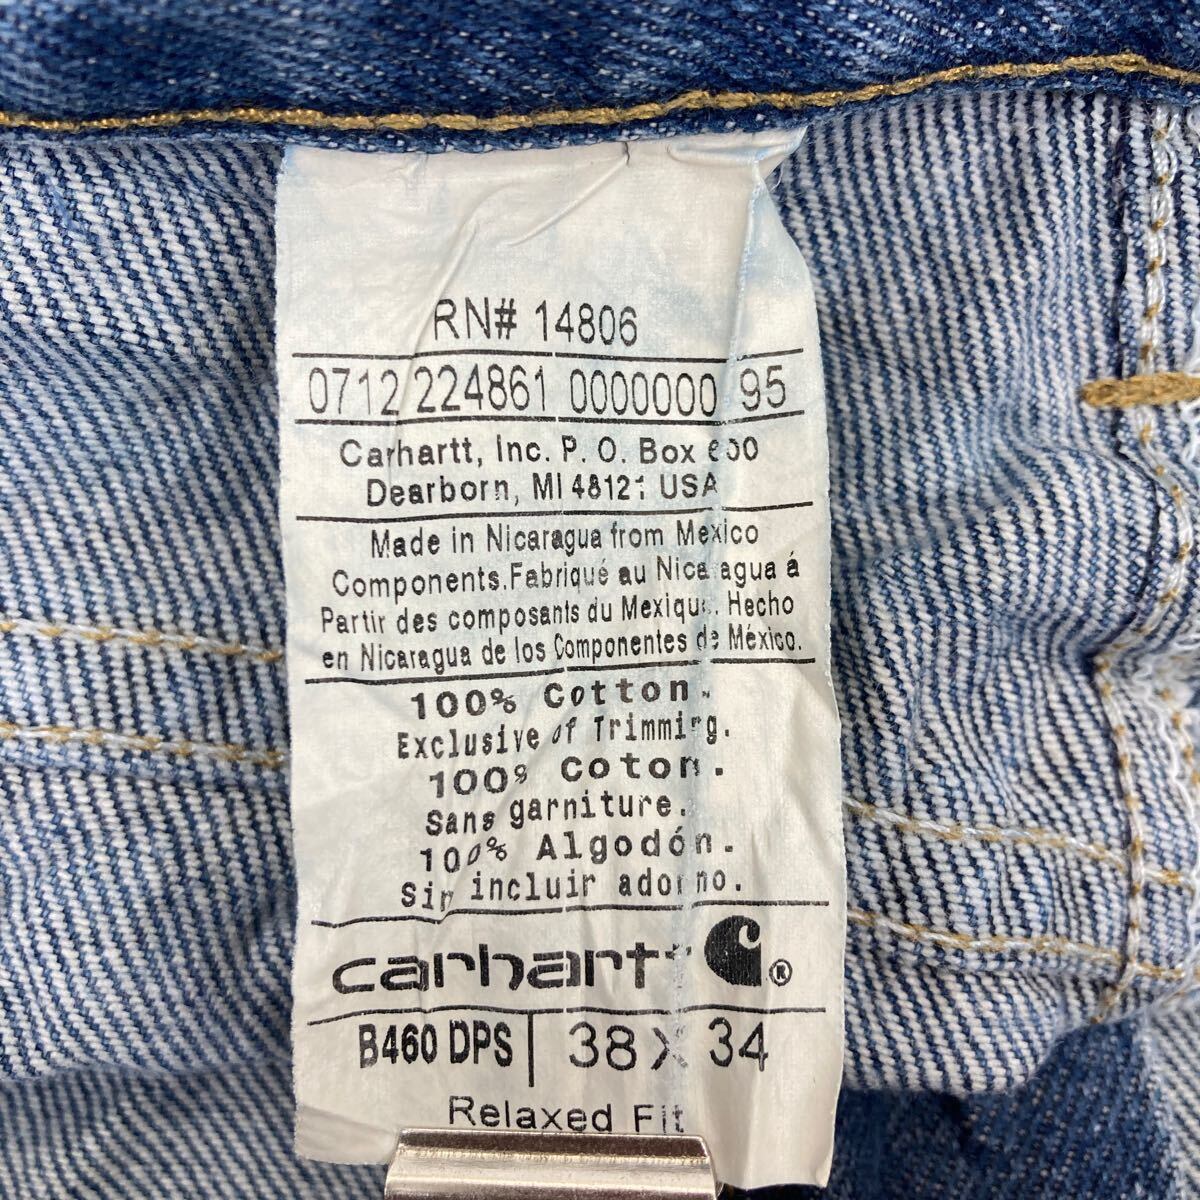 RN# 14806
0712 224861 0000000 95
Carhartt, Inc. P. O. Box 600
Dearborn, MI 48121 USA
Made in Nicaragua from Mexico
Components.Fabriqué au Nicaragua á
Partir des composants du Mexique. Hecho
en Nicaragua de los Componentes de México.
100% Cotton.
Exclusive of Trimming.
100% Coton.
Sans garniture.
100% Algodón.
Sin incluir adorno.
carhartt ®
B460 DPS | 38 X 34
Relaxed Fit